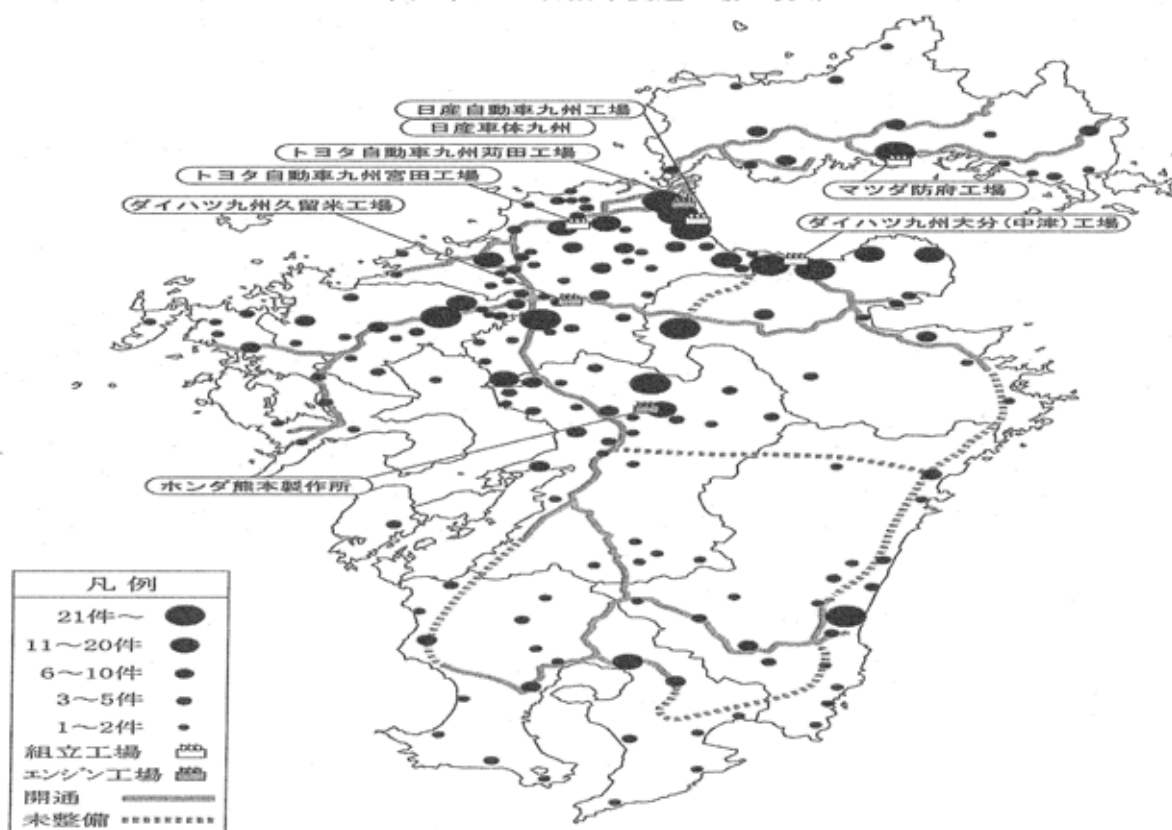 日産自動車九州工場
日産車体九州
トヨタ自動車九州苅田工場
トヨタ自動車九州宮田工場
ダイハツ九州久留米工場
マツダ防府工場
ダイハツ九州大分(中津)工場
ホンダ熊本製作所
凡例
21件～
11～20件
6～10件
3～5件
1～2件
組立工場
エンジン工場
開通
未整備